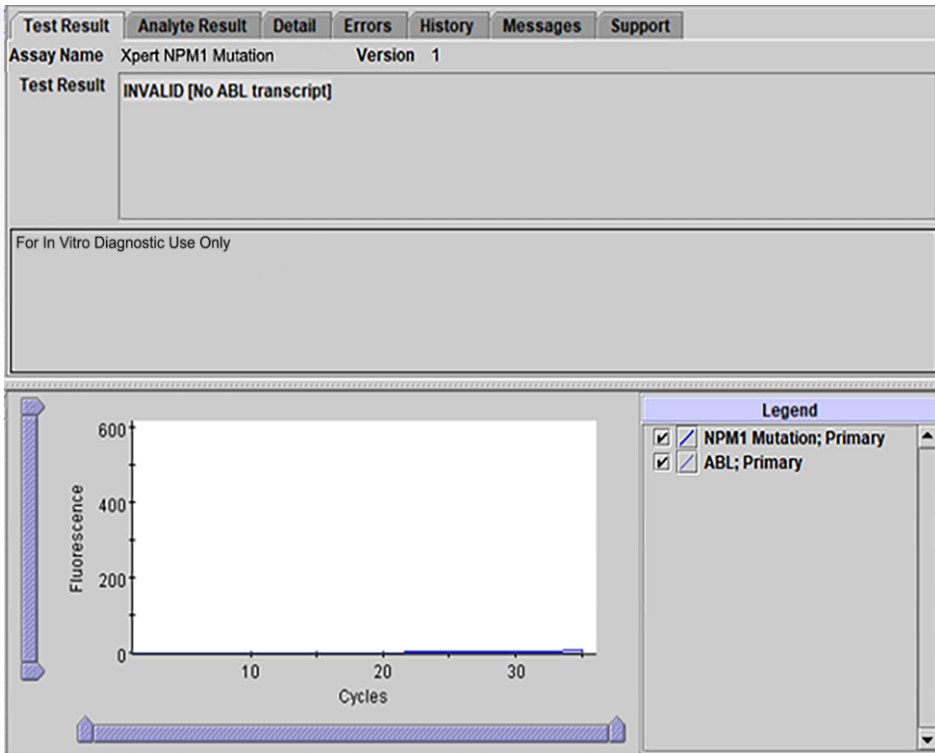 Test Result Analyte Result Detail Errors History Messages Support
Assay Name Xpert NPM1 Mutation Version 1
Test Result INVALID [No ABL transcript]
For In Vitro Diagnostic Use Only
600
400
200
0
Fluorescence
10 20 30
Cycles
Legend
NPM1 Mutation; Primary
ABL; Primary